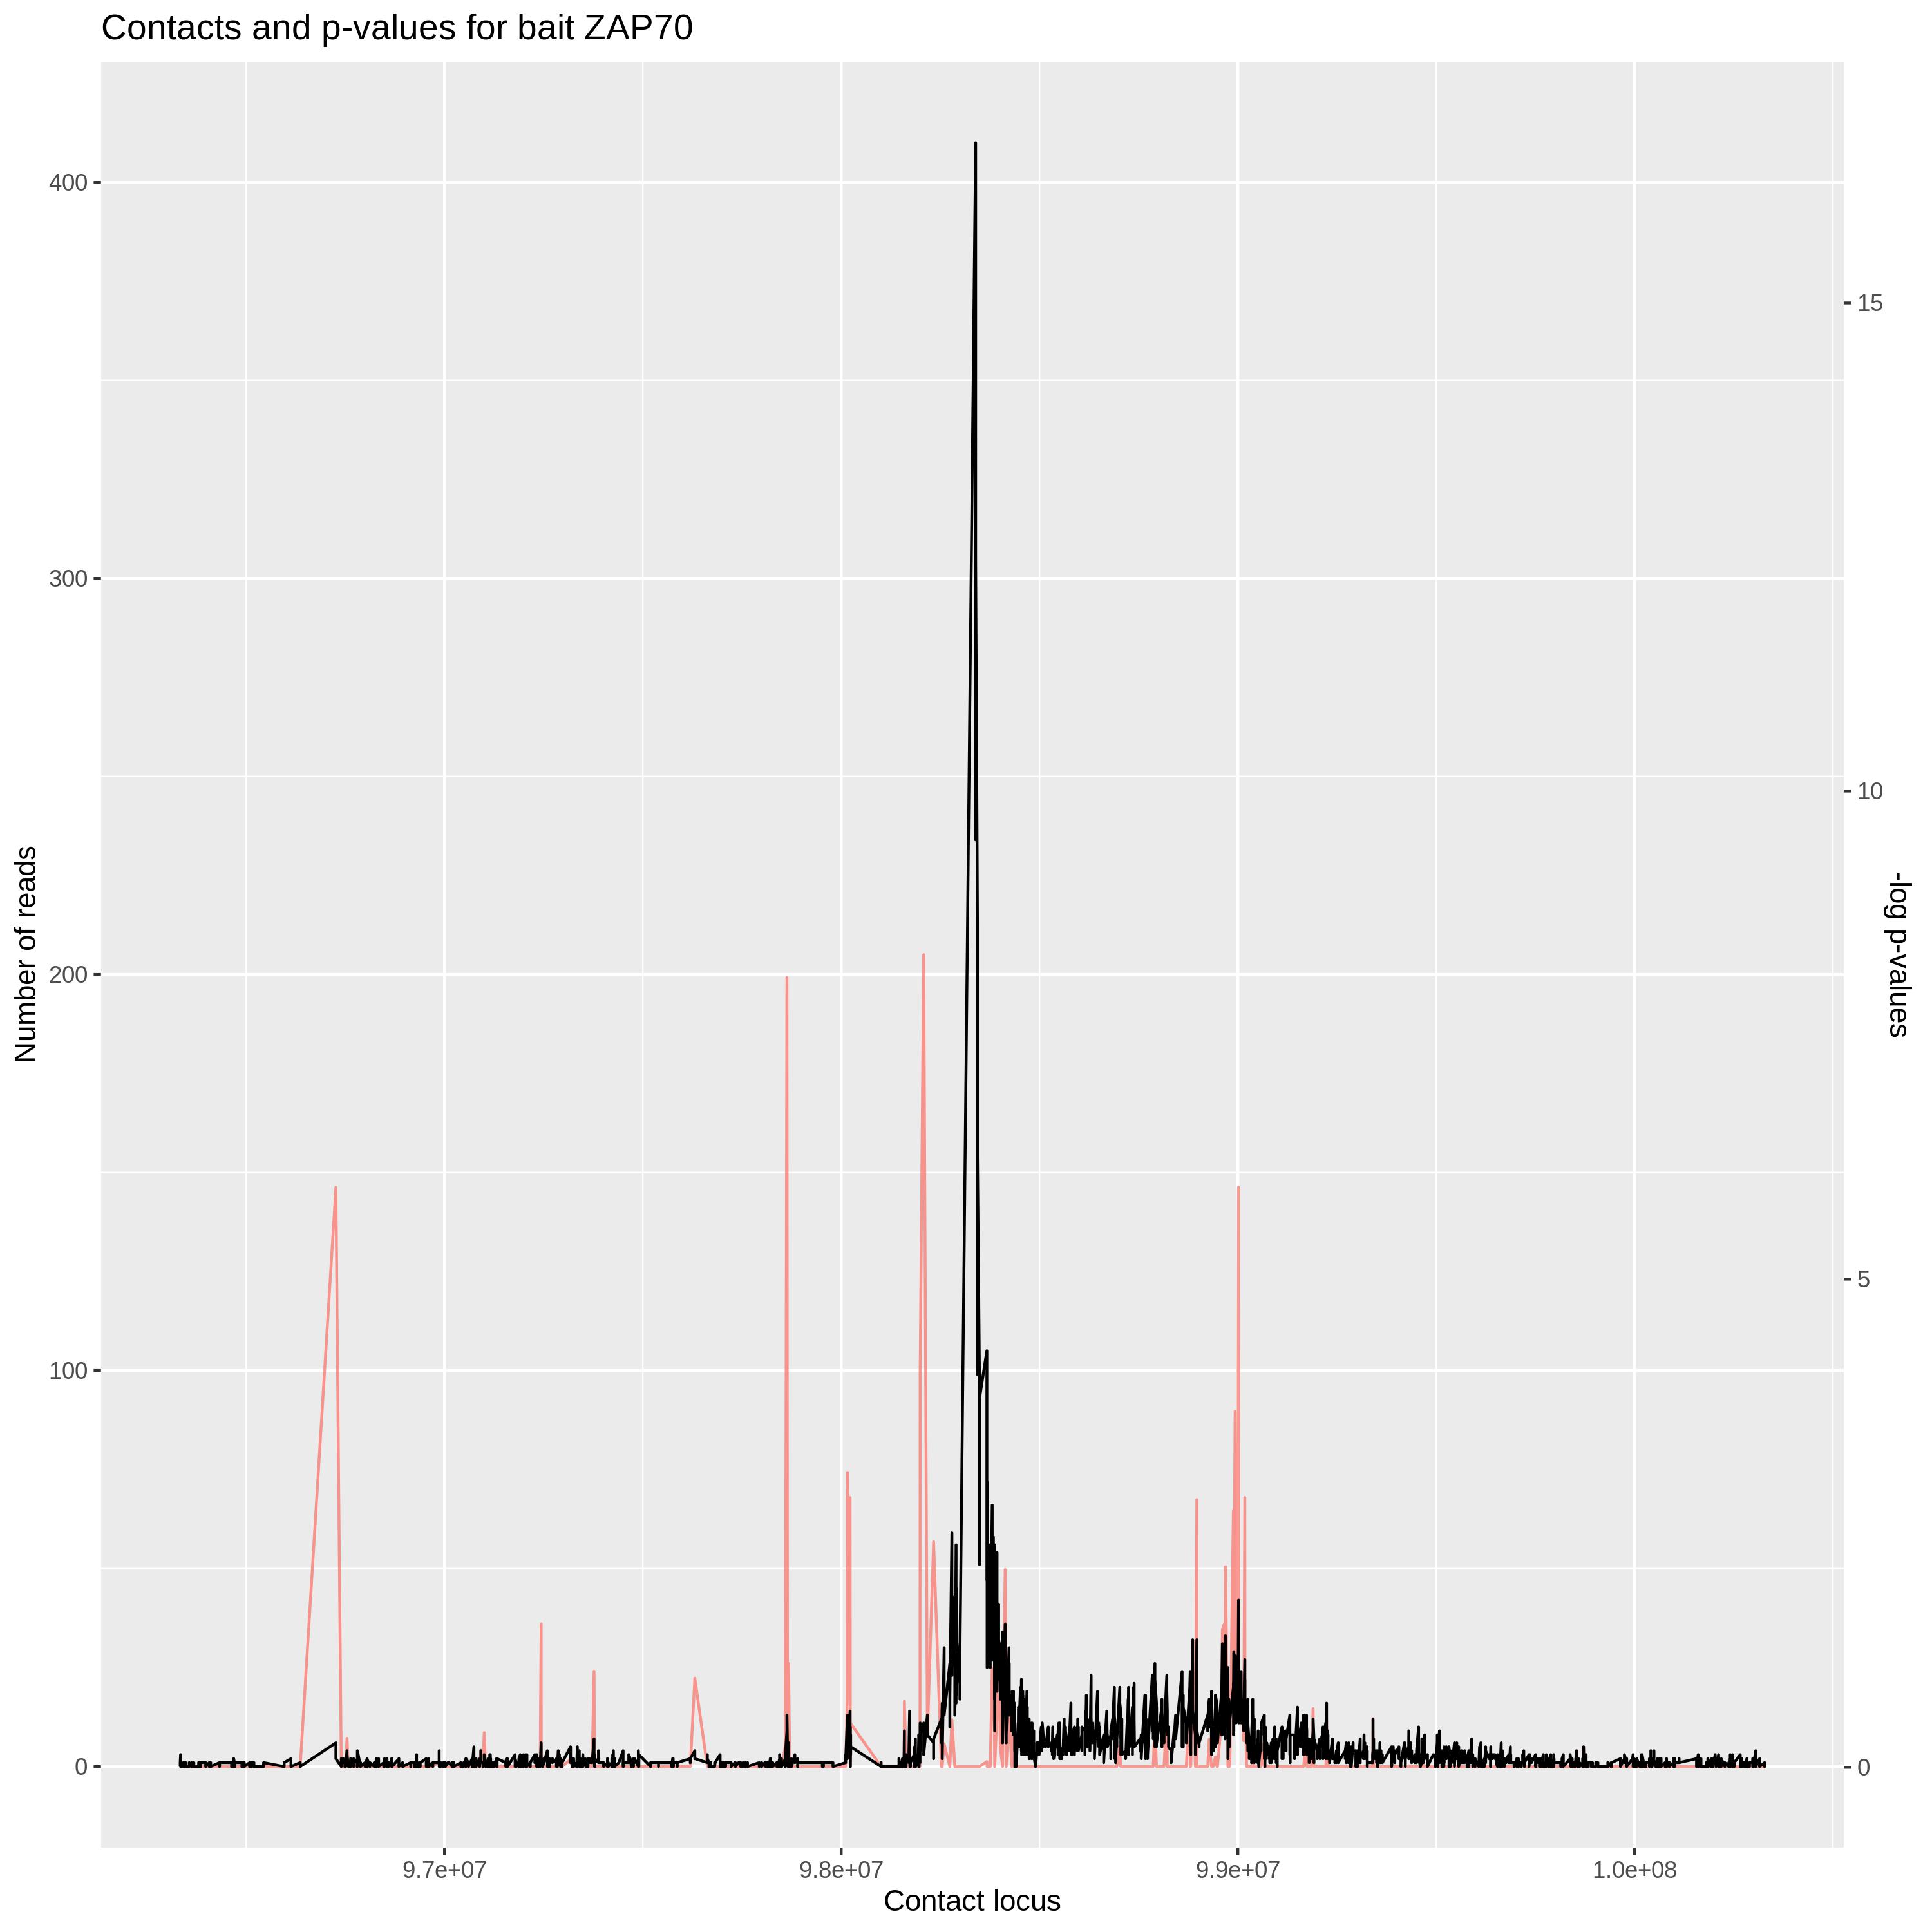 Contacts and p-values for bait ZAP70
400
300
200
100
0
Number of reads
15
10
5
0
-log p-values
9.7e+07
9.8e+07
9.9e+07
1.0e+08
Contact locus